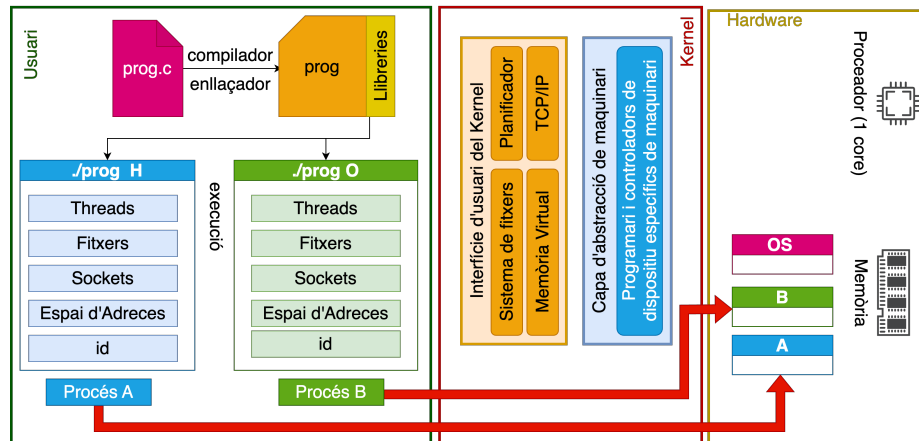 Usuari
prog.c
compilador
enllaçador
prog
Llibreries
./prog H
Threads
Fitxers
Sockets
Espai d'Adreces
id
execució
./prog O
Threads
Fitxers
Sockets
Espai d'Adreces
id
Procés A
Procés B
Kernel
Interfície d'usuari del Kernel
Planificador
TCP/IP
Sistema de fitxers
Memòria Virtual
Capa d'abstracció de maquinari
Programari i controladors de
dispositiu específics de maquinari
Hardware
Proceador (1 core)
OS
B
A
Memòria